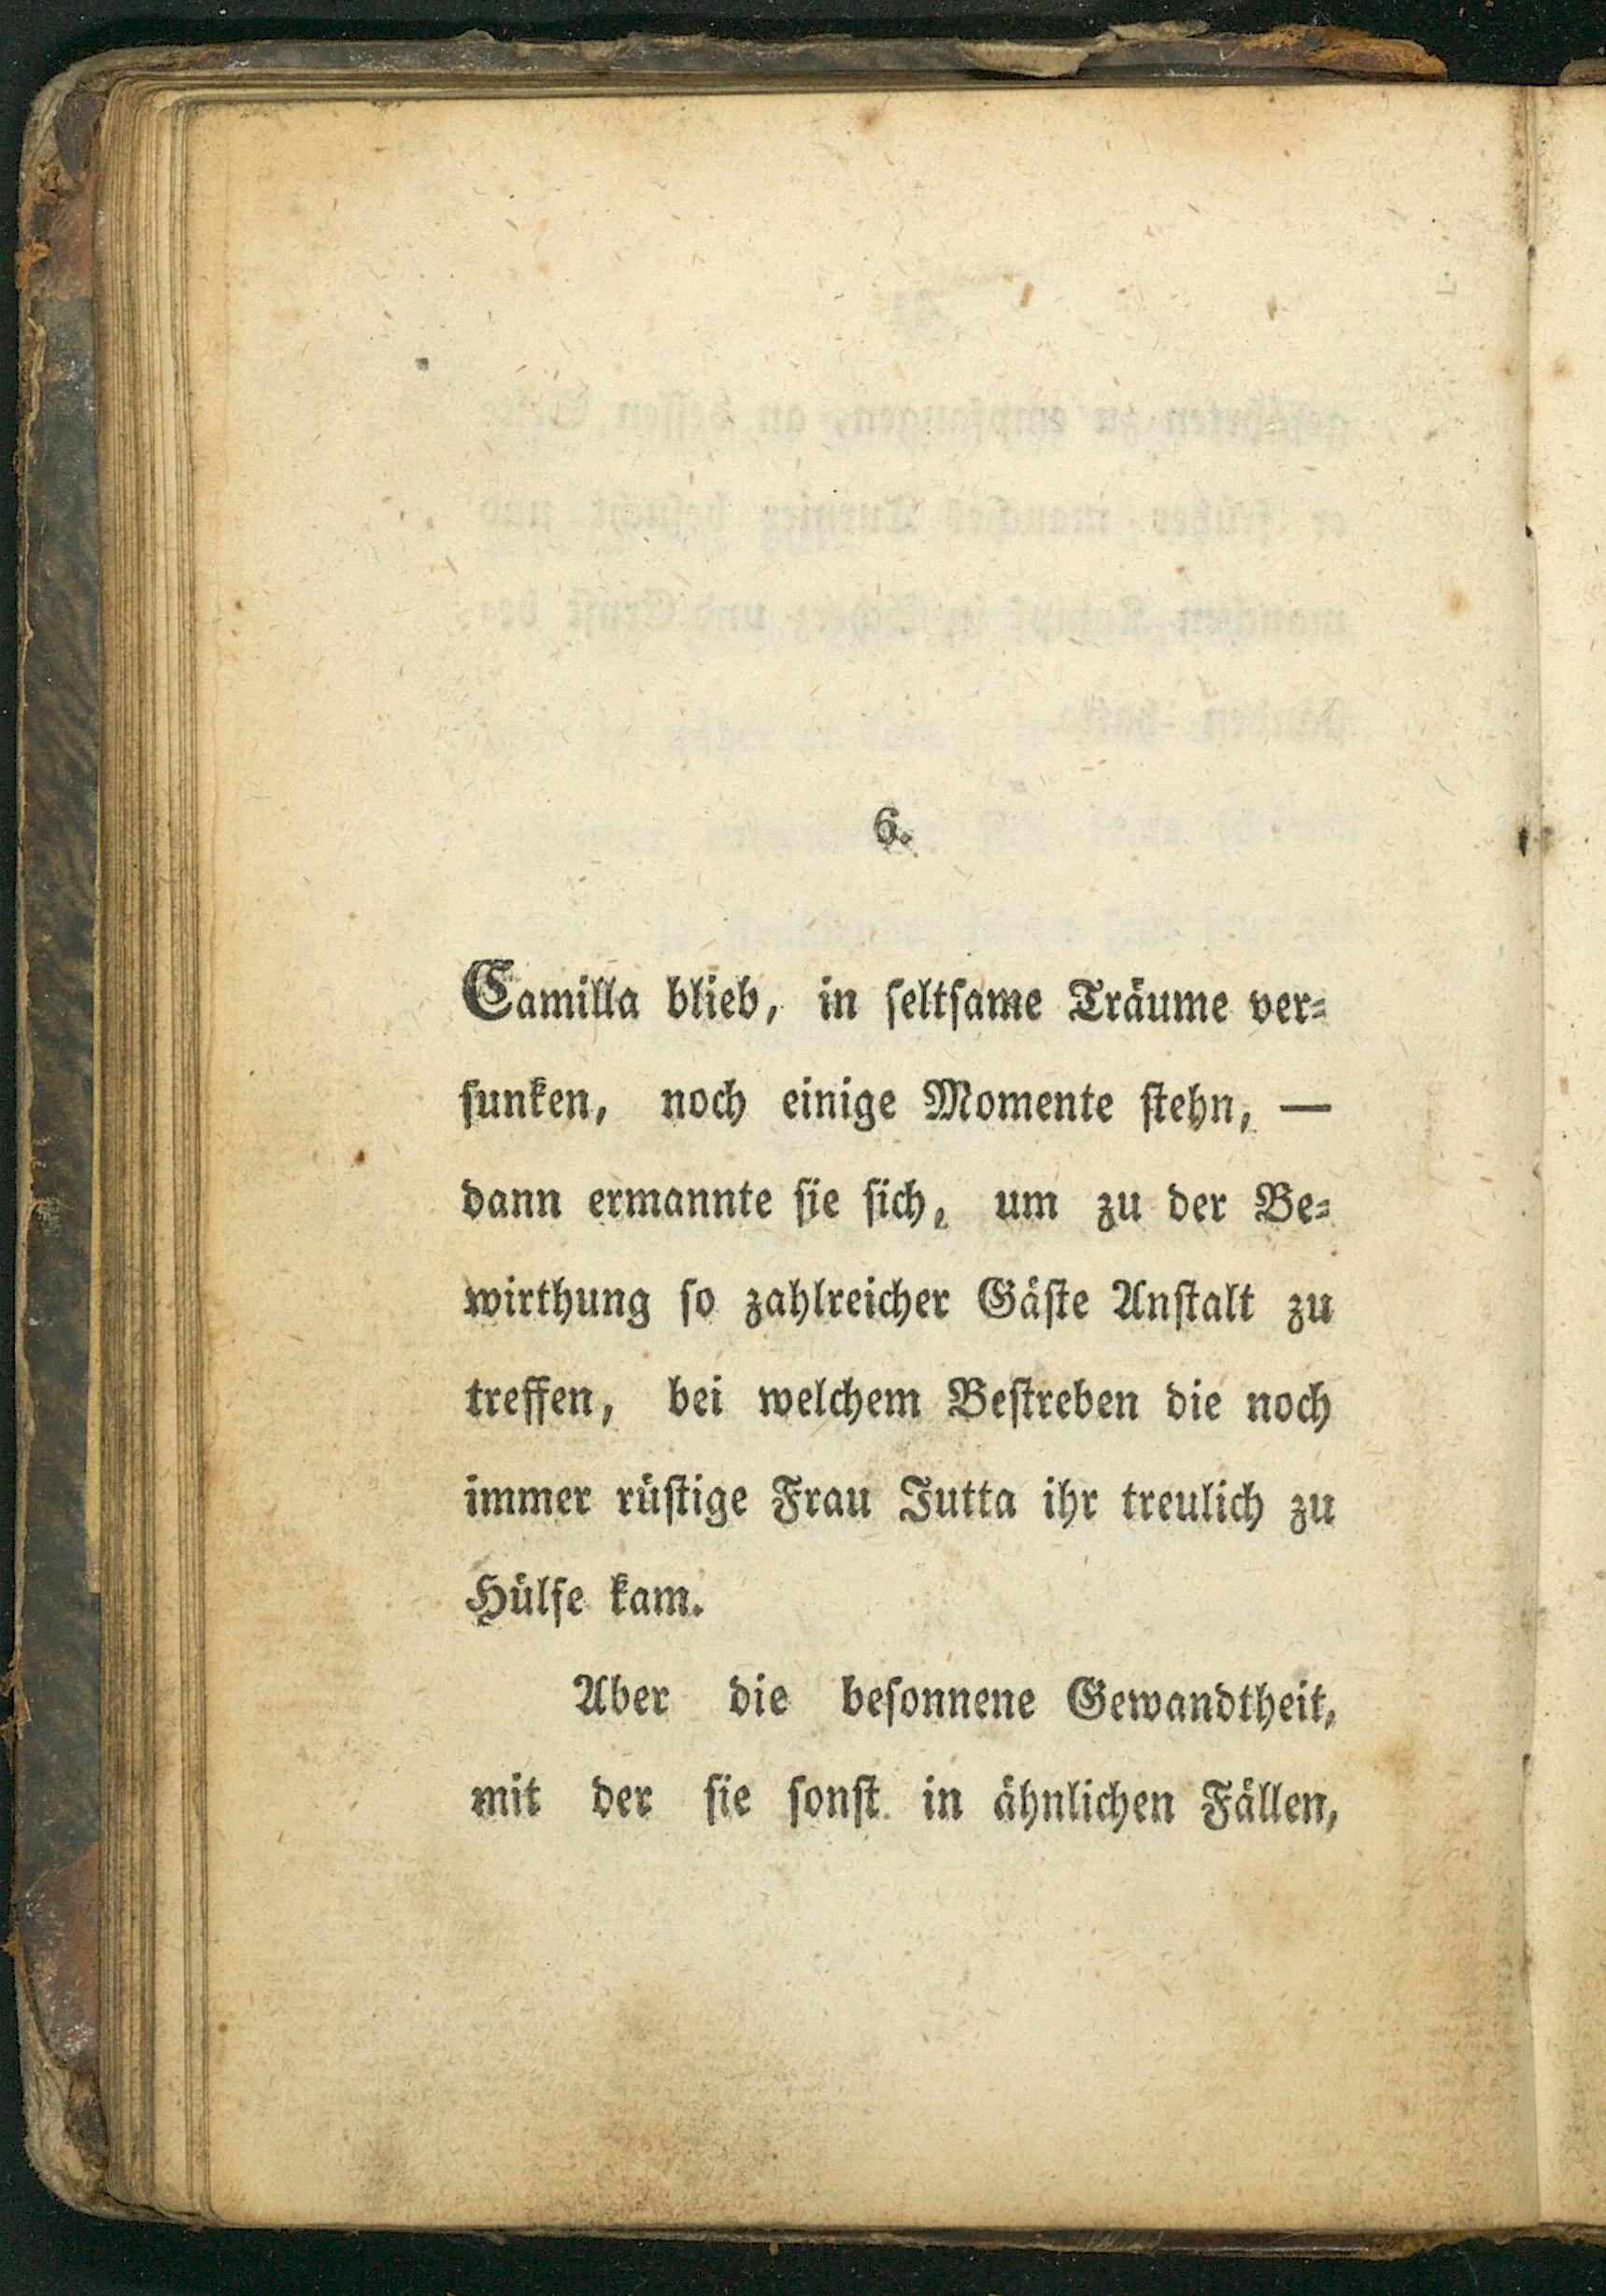 6.
Camilla blieb, in seltsame Träume ver-
sunken, noch einige Momente stehn, —
dann ermannte sie sich, um zu der Be-
wirthung so zahlreicher Gäste Anstalt zu
treffen, bei welchem Bestreben die noch
immer rüstige Frau Jutta ihr treulich zu
Hülfe kam.
Aber die besonnene Gewandtheit,
mit der sie sonst in ähnlichen Fällen,